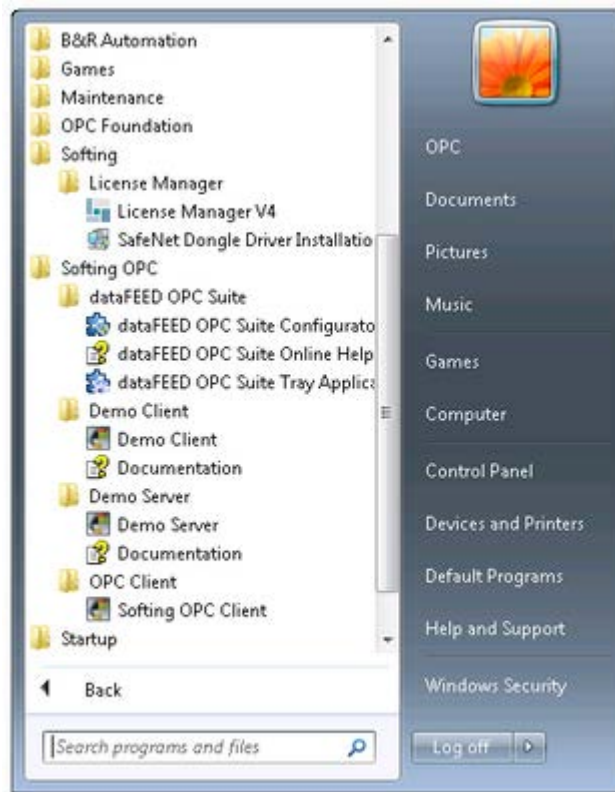 B&R Automation
Games
Maintenance
OPC Foundation
Softing
License Manager
License Manager V4
SafeNet Dongle Driver Installatio
Softing OPC
dataFEED OPC Suite
dataFEED OPC Suite Configurato
dataFEED OPC Suite Online Help
dataFEED OPC Suite Tray Applica
Demo Client
Demo Client
Documentation
Demo Server
Demo Server
Documentation
OPC Client
Softing OPC Client
Startup
Back
Search programs and files
OPC
Documents
Pictures
Music
Games
Computer
Control Panel
Devices and Printers
Default Programs
Help and Support
Windows Security
Log off